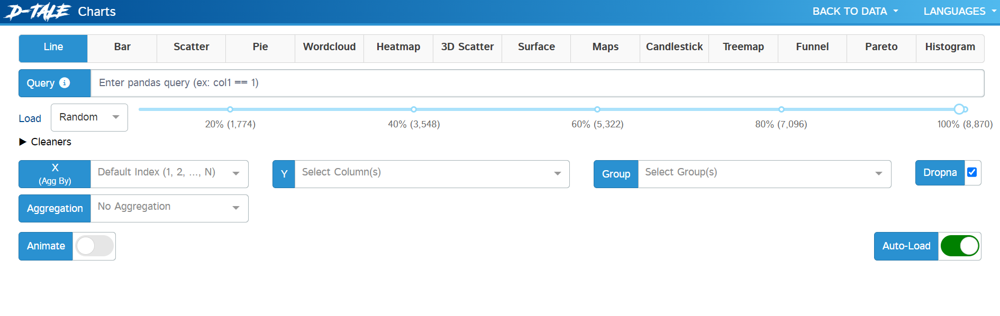 D-TALE Charts BACK TO DATA LANGUAGES
Line Bar Scatter Pie Wordcloud Heatmap 3D Scatter Surface Maps Candlestick Treemap Funnel Pareto Histogram
Query Enter pandas query (ex: col1 == 1)
Load Random
20% (1,774) 40% (3,548) 60% (5,322) 80% (7,096) 100% (8,870)
Cleaners
X (Agg By) Default Index (1, 2, ..., N) Y Select Column(s) Group Select Group(s) Dropna
Aggregation No Aggregation
Animate Auto-Load